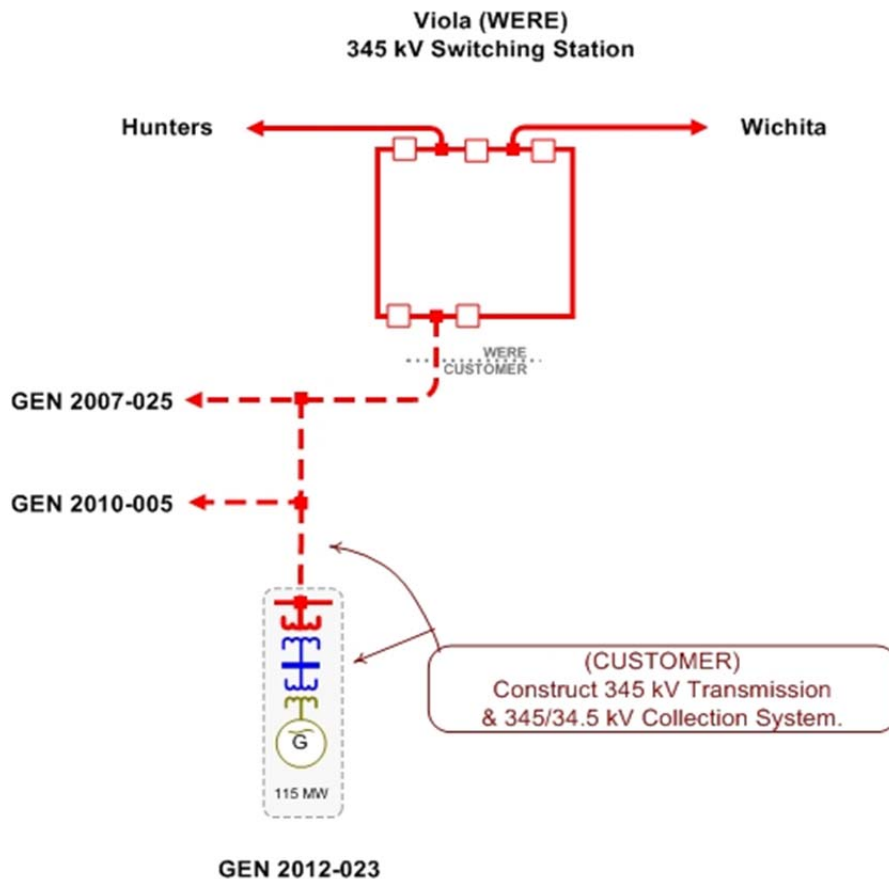 Viola (WERE)
345 kV Switching Station
Hunters
Wichita
WERE
CUSTOMER
GEN 2007-025
GEN 2010-005
(CUSTOMER)
Construct 345 kV Transmission
& 345/34.5 kV Collection System.
G
115 MW
GEN 2012-023